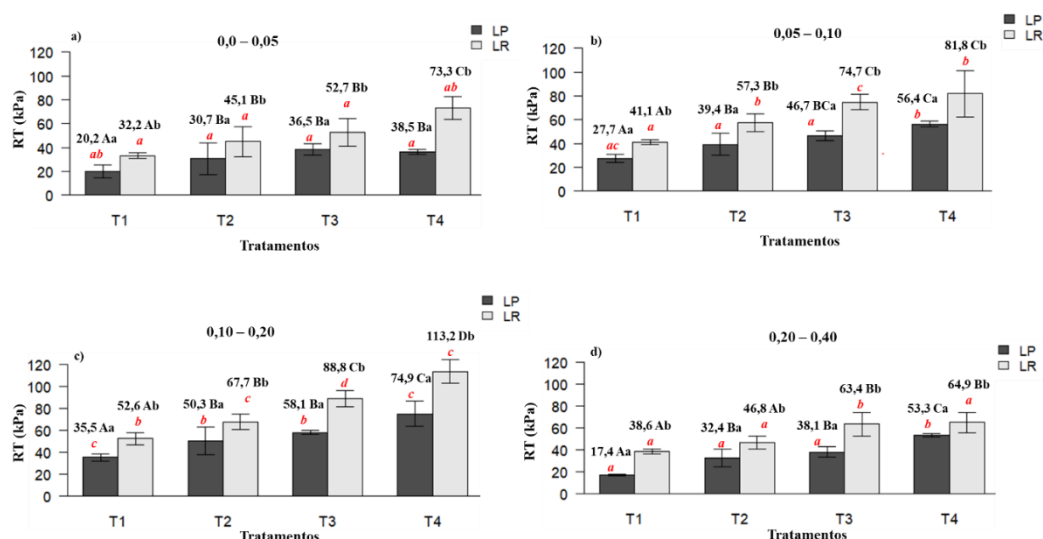 a)
0,0 – 0,05
LP
LR
RT (kPa)
120
100
80
60
40
20
0
20,2 Aa
ab
32,2 Ab
a
30,7 Ba
a
45,1 Bb
a
36,5 Ba
a
52,7 Bb
a
38,5 Ba
a
73,3 Cb
ab
T1
T2
T3
T4
Tratamentos
b)
0,05 – 0,10
LP
LR
RT (kPa)
120
100
80
60
40
20
0
27,7 Aa
ac
41,1 Ab
a
39,4 Ba
a
57,3 Bb
b
46,7 BCa
a
74,7 Cb
c
56,4 Ca
b
81,8 Cb
b
T1
T2
T3
T4
Tratamentos
c)
0,10 – 0,20
LP
LR
RT (kPa)
120
100
80
60
40
20
0
35,5 Aa
c
52,6 Ab
b
50,3 Ba
b
67,7 Bb
c
58,1 Ba
b
88,8 Cb
d
74,9 Ca
c
113,2 Db
c
T1
T2
T3
T4
Tratamentos
d)
0,20 – 0,40
LP
LR
RT (kPa)
120
100
80
60
40
20
0
17,4 Aa
a
38,6 Ab
a
32,4 Ba
a
46,8 Ab
a
38,1 Ba
a
63,4 Bb
b
53,3 Ca
b
64,9 Bb
a
T1
T2
T3
T4
Tratamentos